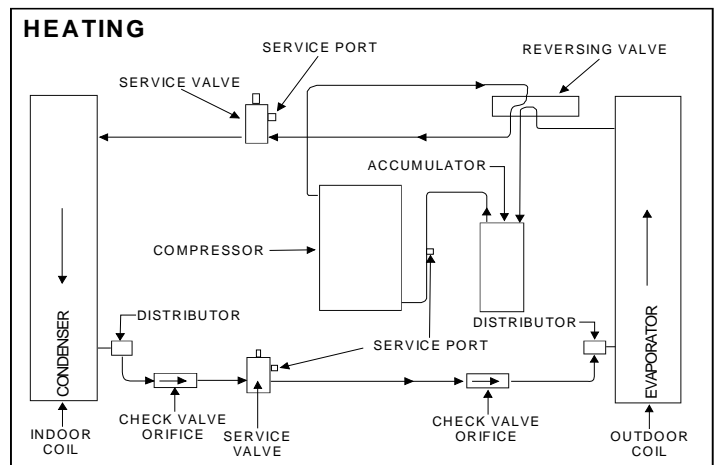 HEATING
SERVICE PORT
REVERSING VALVE
SERVICE VALVE
ACCUMULATOR
COMPRESSOR
DISTRIBUTOR
DISTRIBUTOR
CONDENSER
EVAPORATOR
SERVICE PORT
INDOOR
COIL
CHECK VALVE
ORIFICE
SERVICE
VALVE
CHECK VALVE
ORIFICE
OUTDOOR
COIL